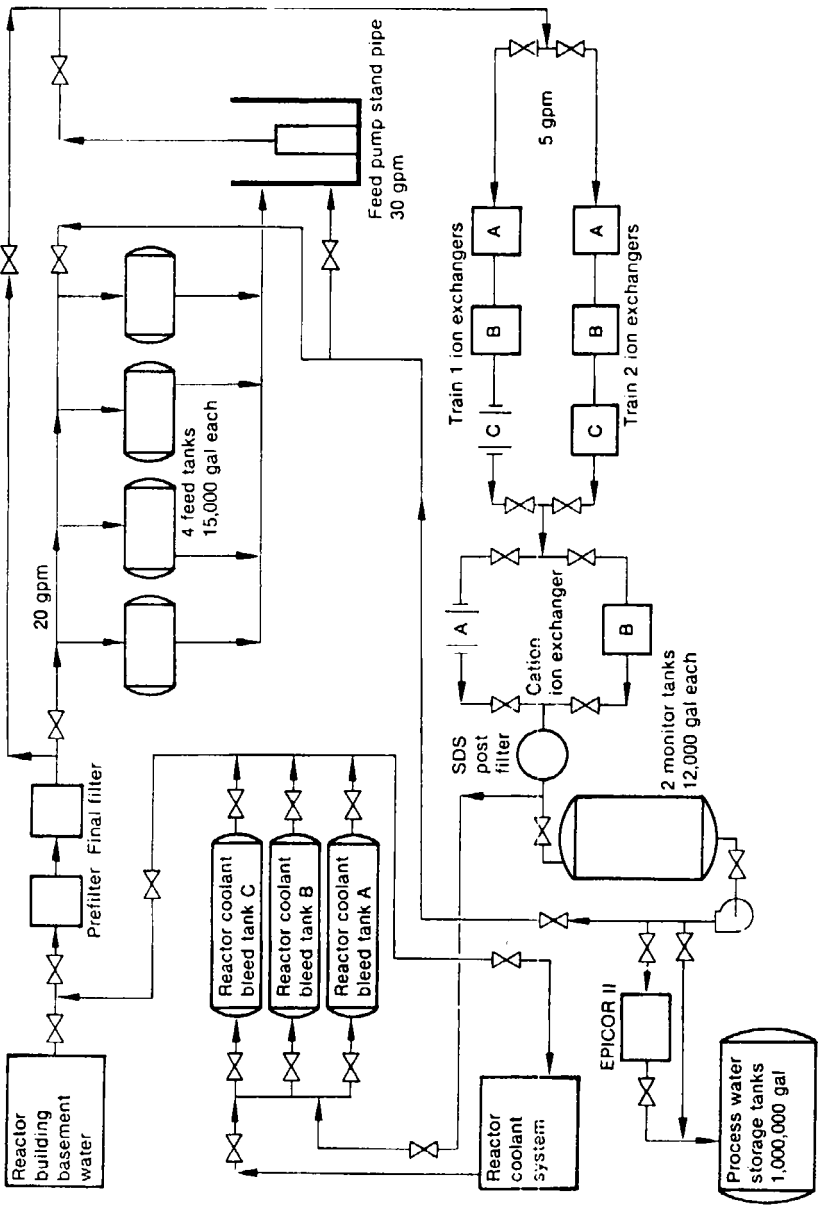 Reactor
building
basement
water
Prefilter
Final filter
20 gpm
4 feed tanks
15,000 gal each
Feed pump stand pipe
30 gpm
Reactor coolant
bleed tank C
Reactor coolant
bleed tank B
Reactor coolant
bleed tank A
Reactor
coolant
system
SDS
post
filter
Cation
ion exchanger
A
B
Train 1 ion exchangers
C
B
A
5 gpm
C
B
A
Train 2 ion exchangers
2 monitor tanks
12,000 gal each
EPICOR II
Process water
storage tanks
1,000,000 gal